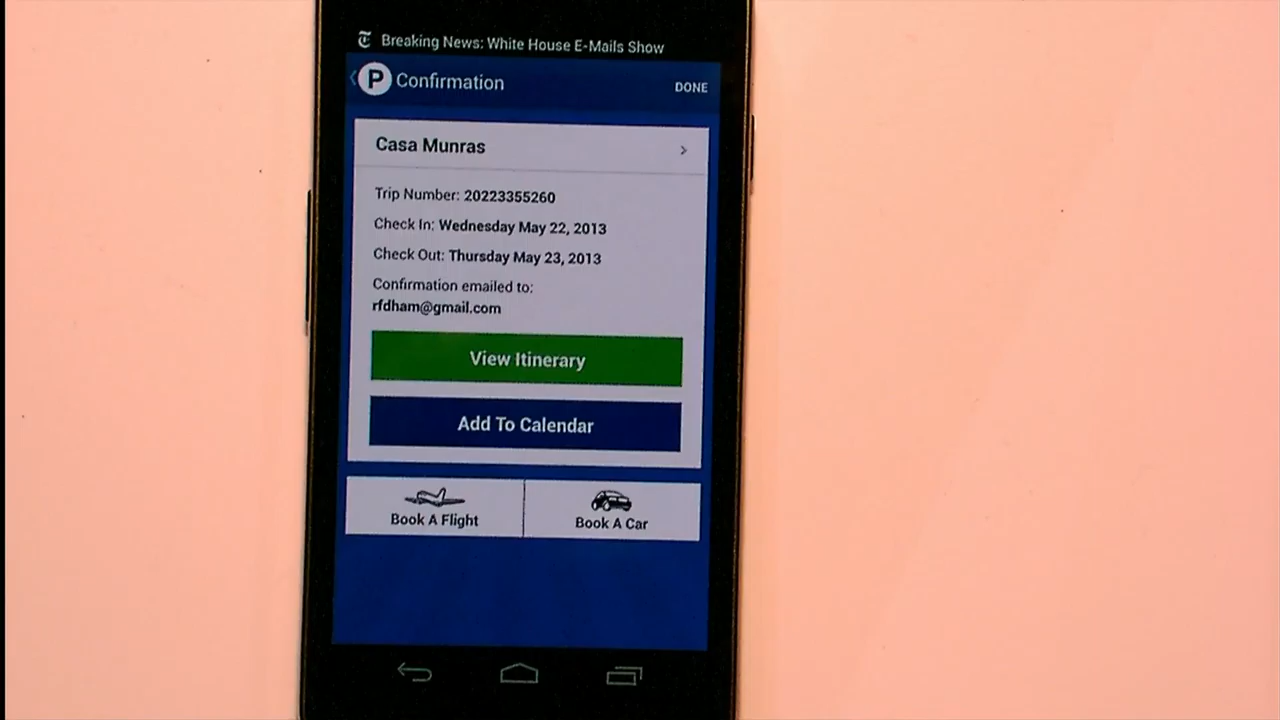 Breaking News: White House E-Mails Show
P Confirmation
DONE
Casa Munras
Trip Number: 20223355260
Check In: Wednesday May 22, 2013
Check Out: Thursday May 23, 2013
Confirmation emailed to:
rfdham@gmail.com
View Itinerary
Add To Calendar
Book A Flight
Book A Car